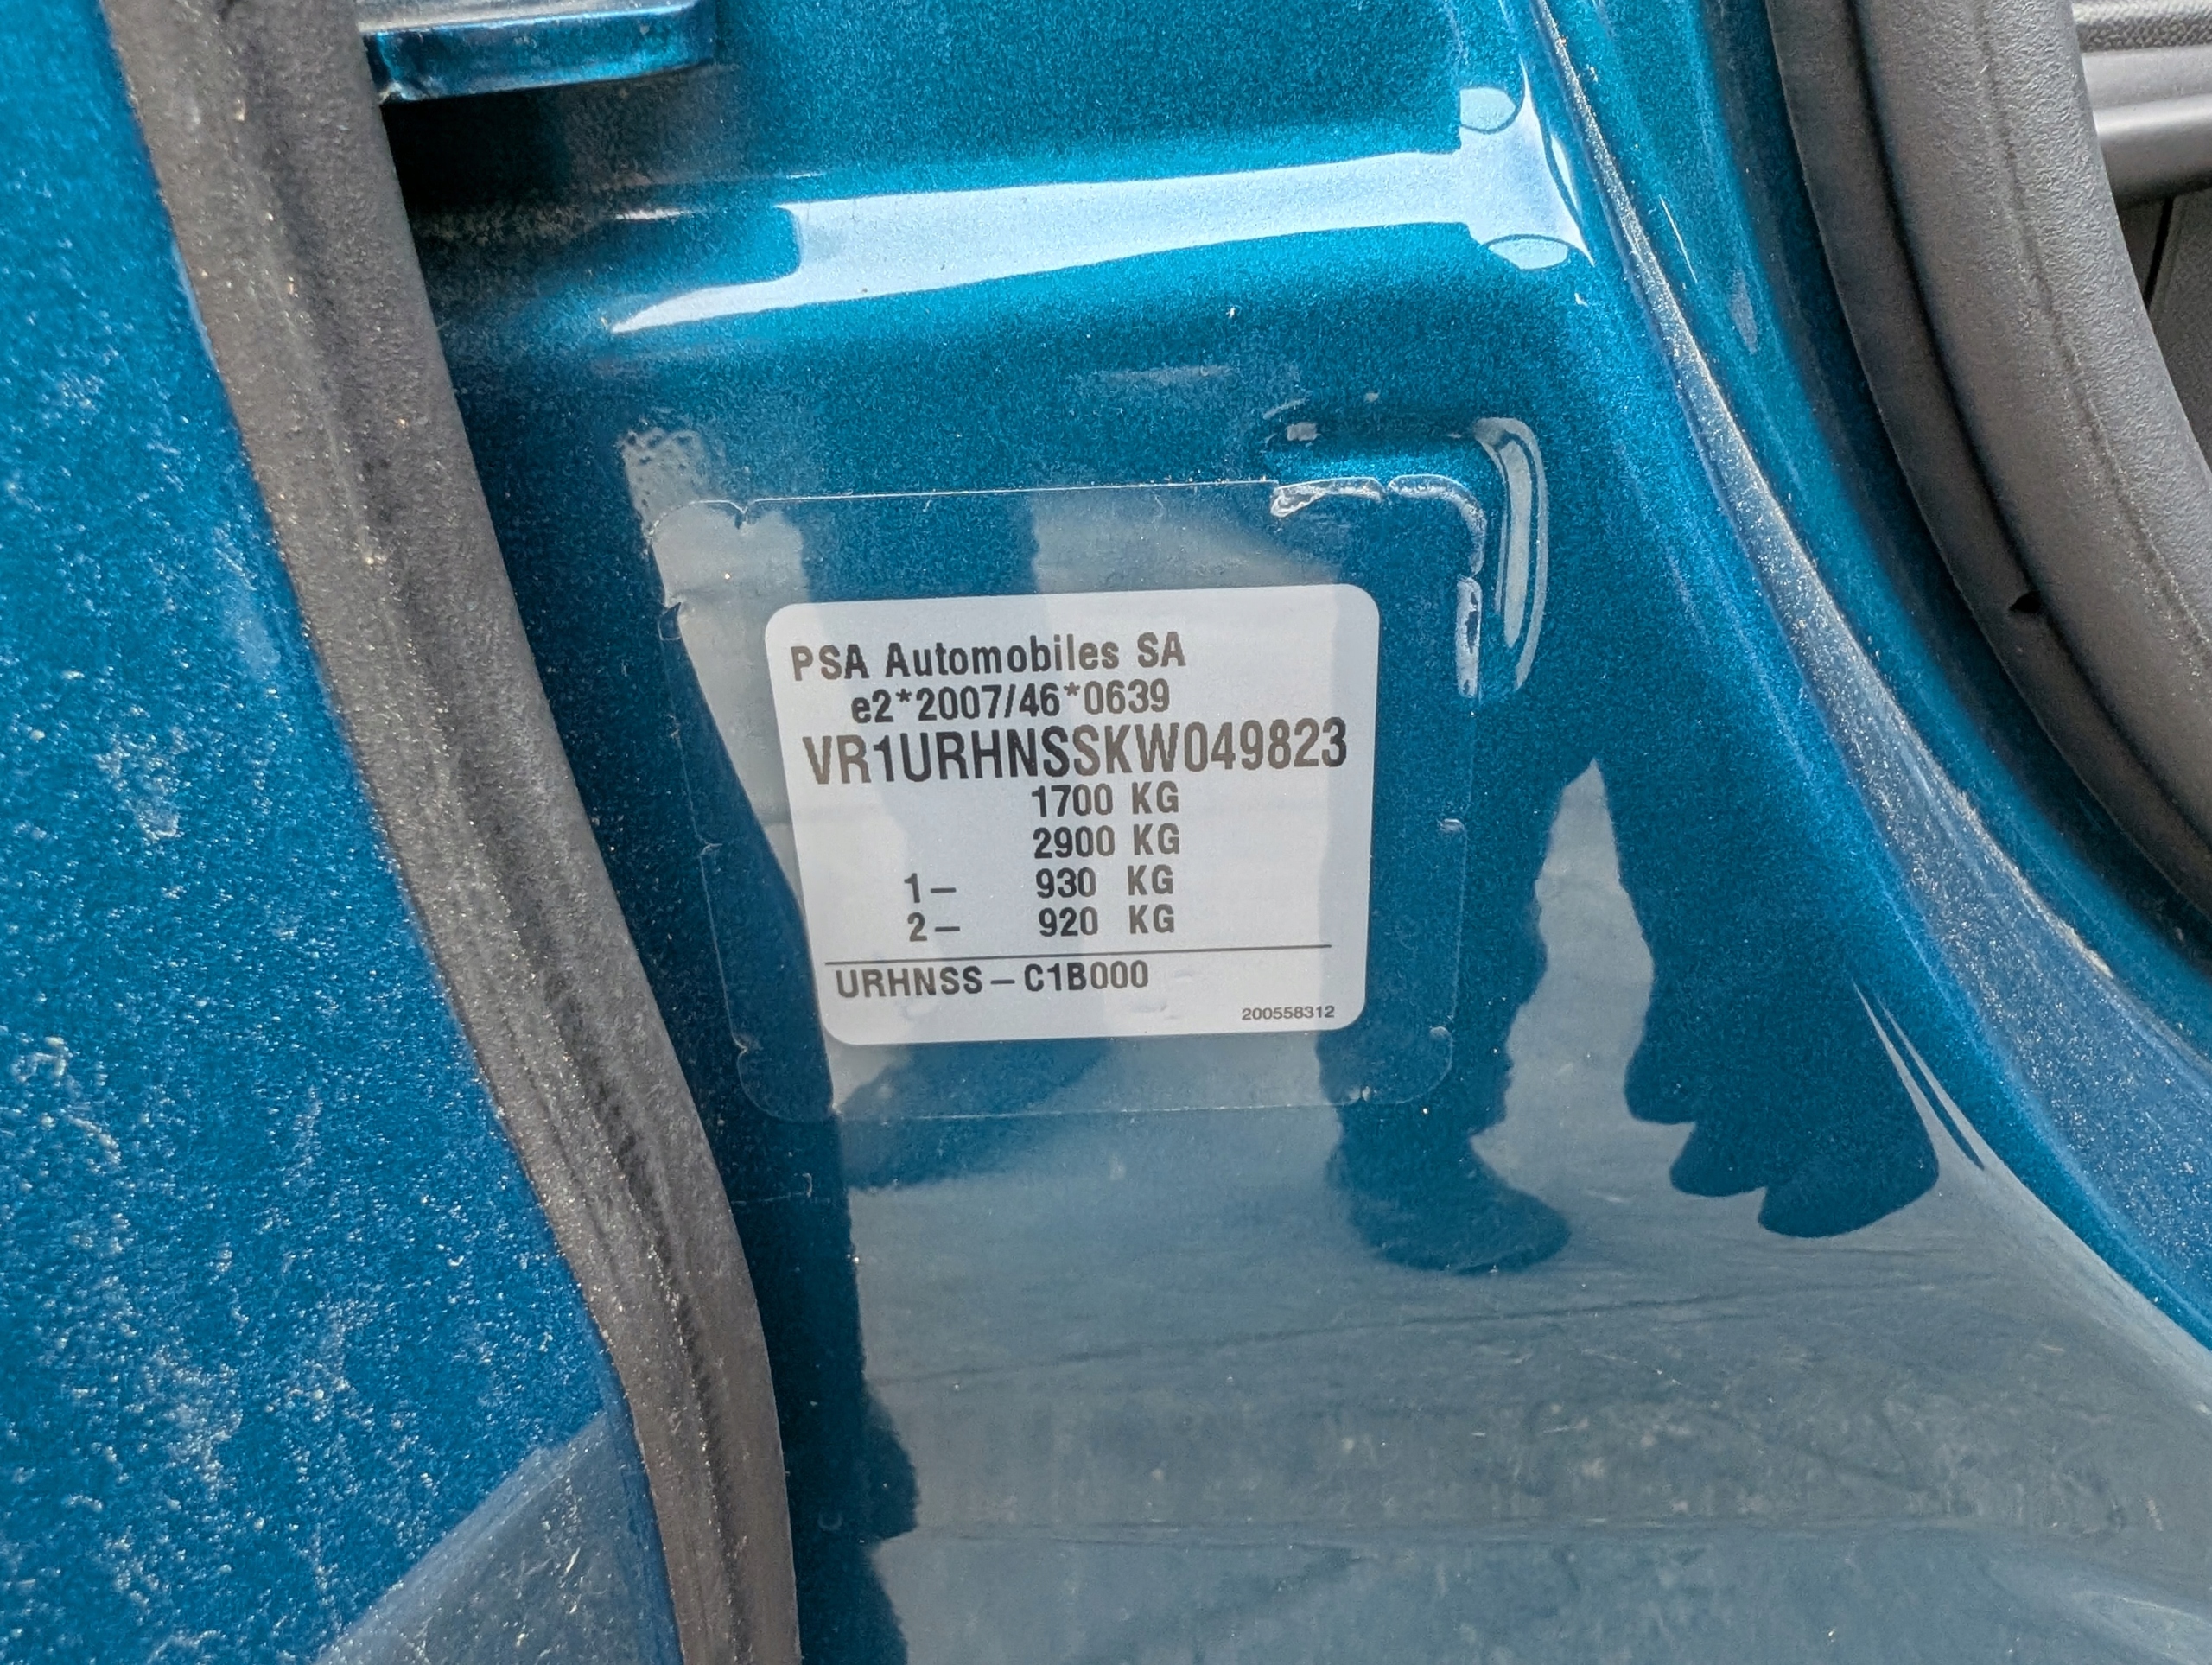 PSA Automobiles SA
e2*2007/46*0639
VR1URHNSSKW049823
1700 KG
2900 KG
1– 930 KG
2– 920 KG
URHNSS–C1B000
200558312